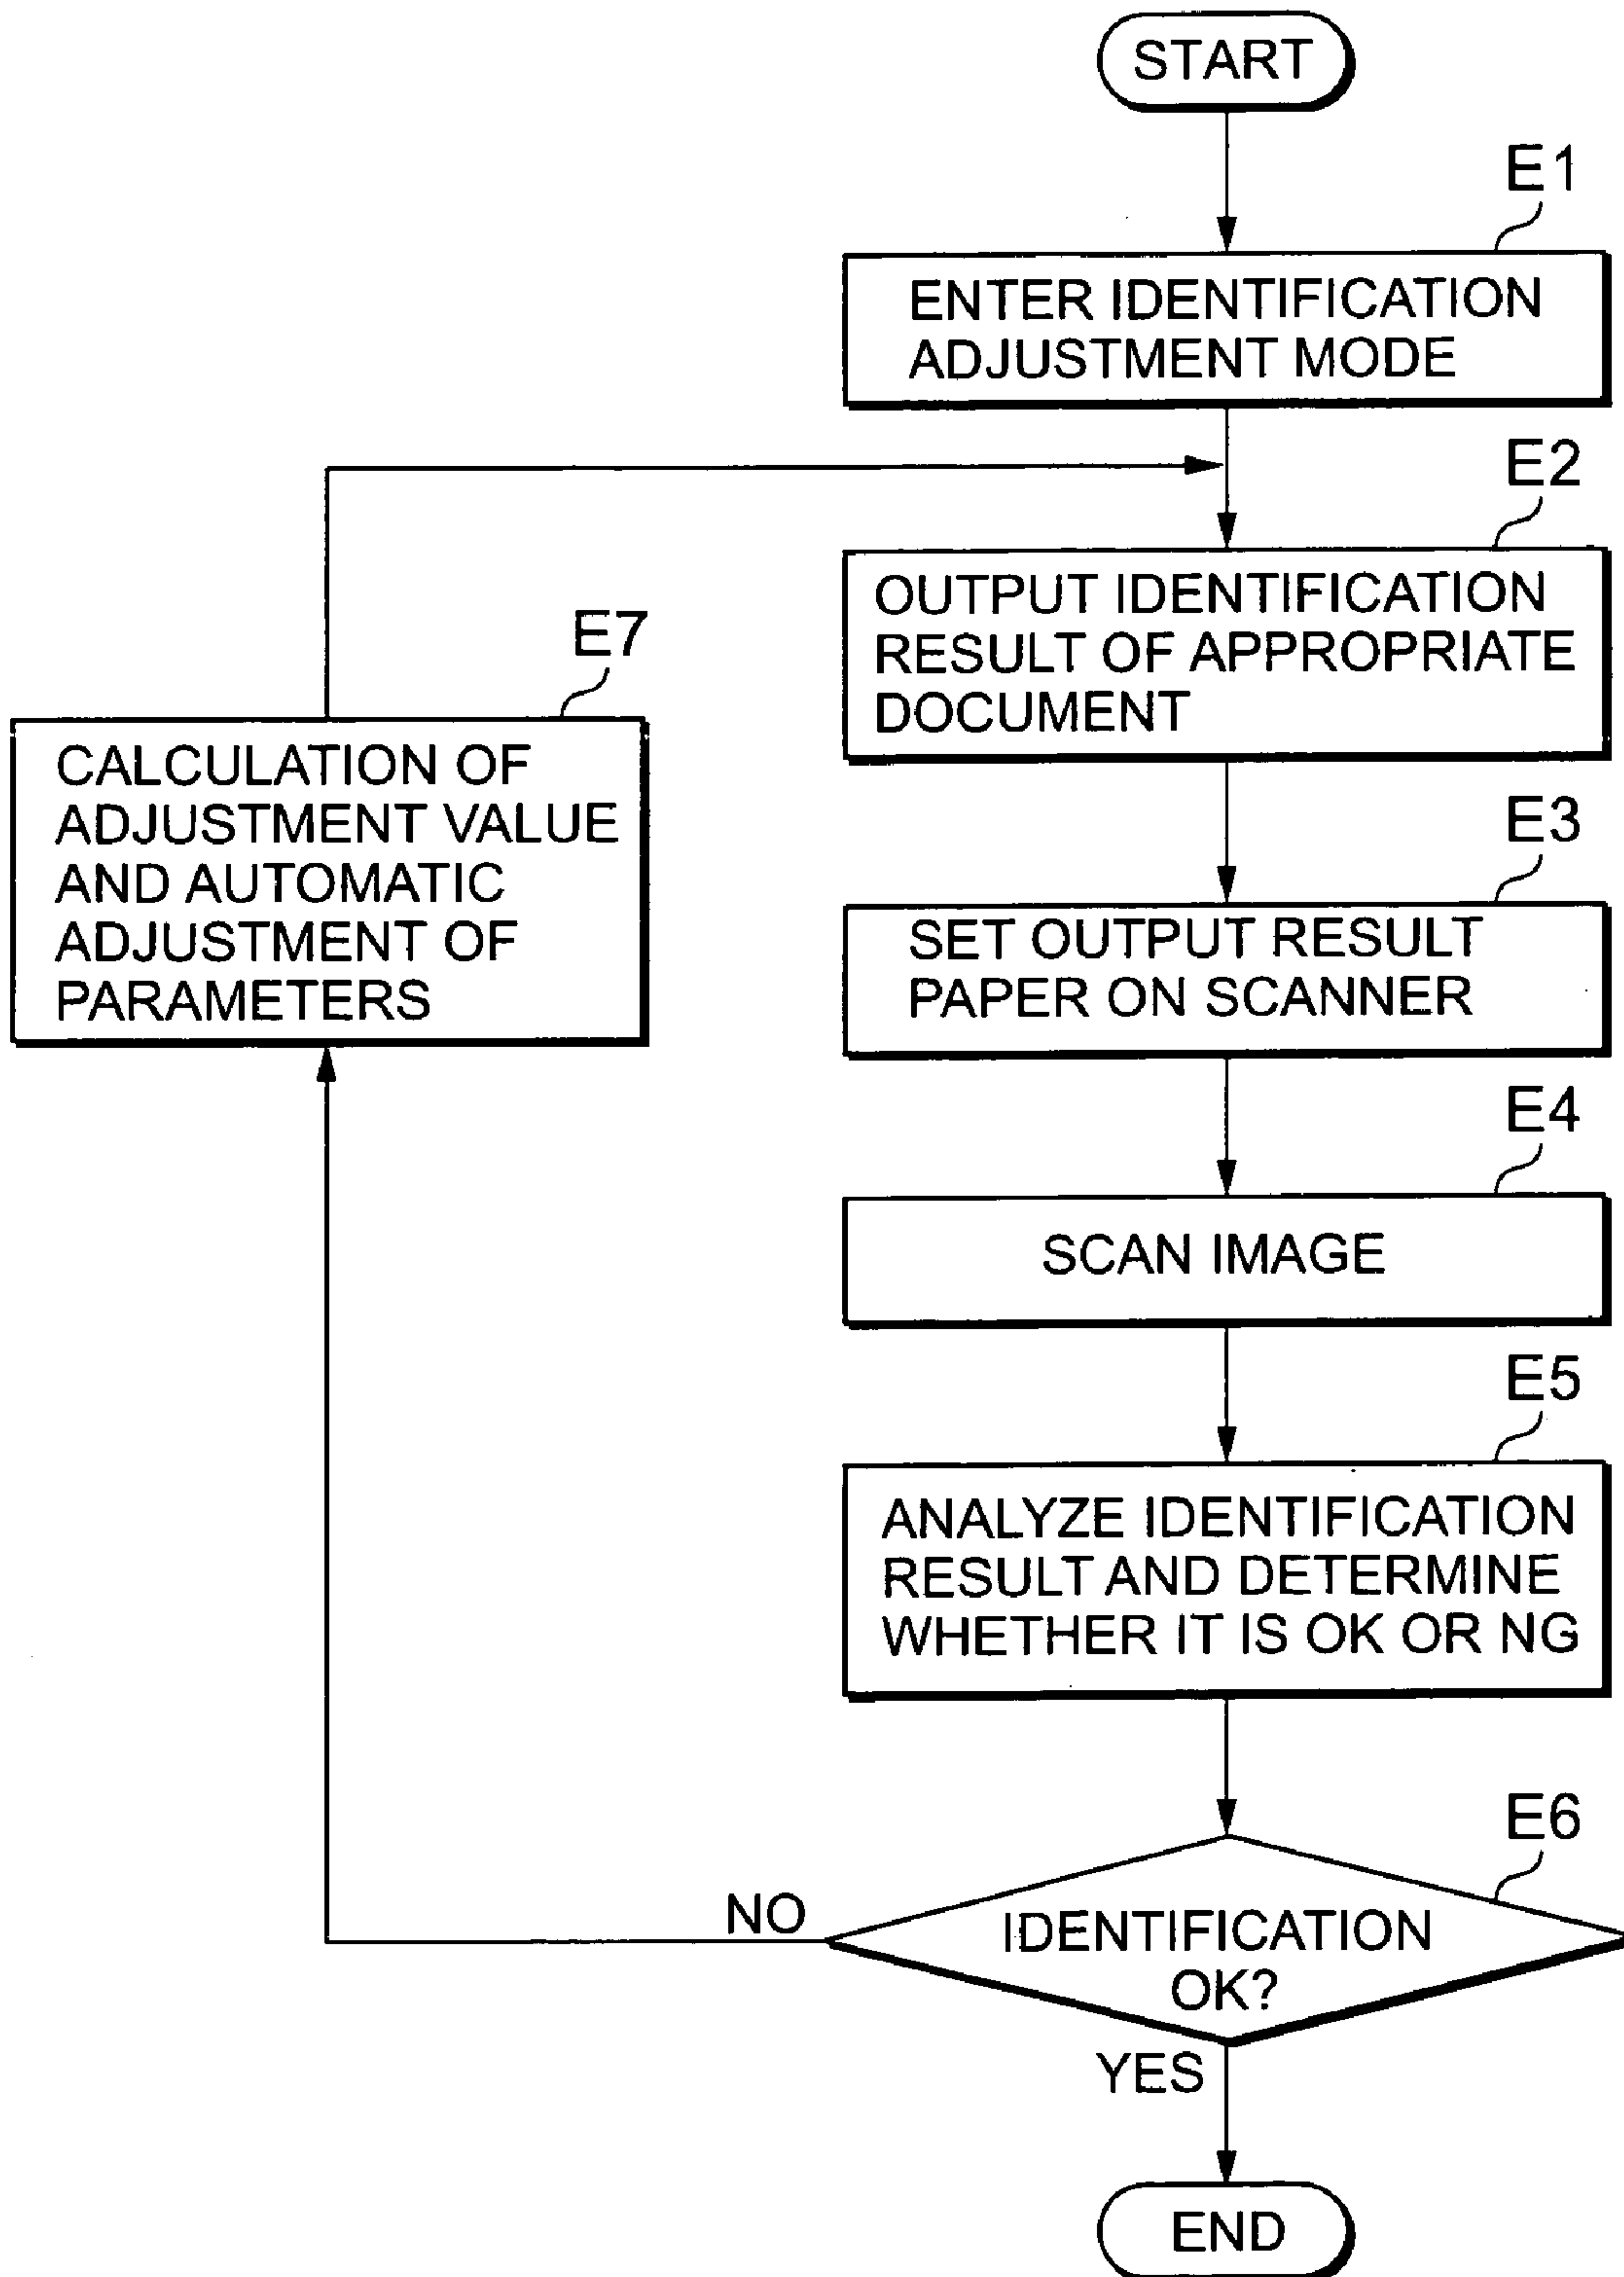 START
E1
ENTER IDENTIFICATION
ADJUSTMENT MODE
E2
OUTPUT IDENTIFICATION
RESULT OF APPROPRIATE
DOCUMENT
E7
CALCULATION OF
ADJUSTMENT VALUE
AND AUTOMATIC
ADJUSTMENT OF
PARAMETERS
E3
SET OUTPUT RESULT
PAPER ON SCANNER
E4
SCAN IMAGE
E5
ANALYZE IDENTIFICATION
RESULT AND DETERMINE
WHETHER IT IS OK OR NG
E6
NO
IDENTIFICATION
OK?
YES
END